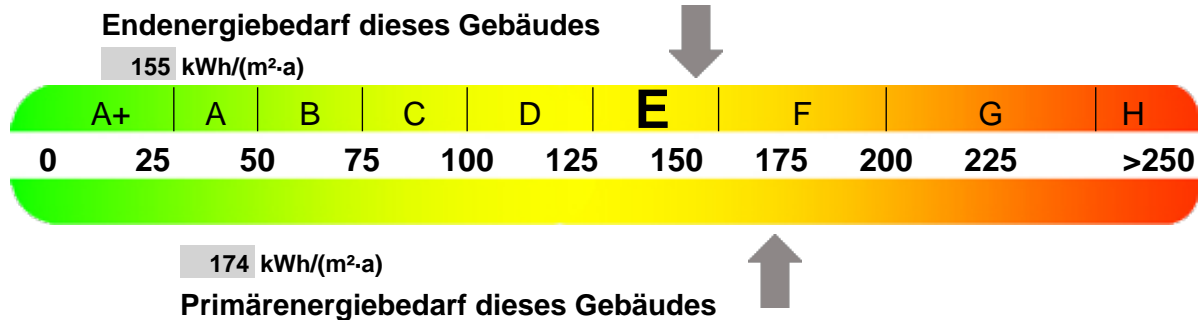 Endenergiebedarf dieses Gebäudes
155 kWh/(m²·a)
A+ A B C D E F G H
0 25 50 75 100 125 150 175 200 225 >250
174 kWh/(m²·a)
Primärenergiebedarf dieses Gebäudes